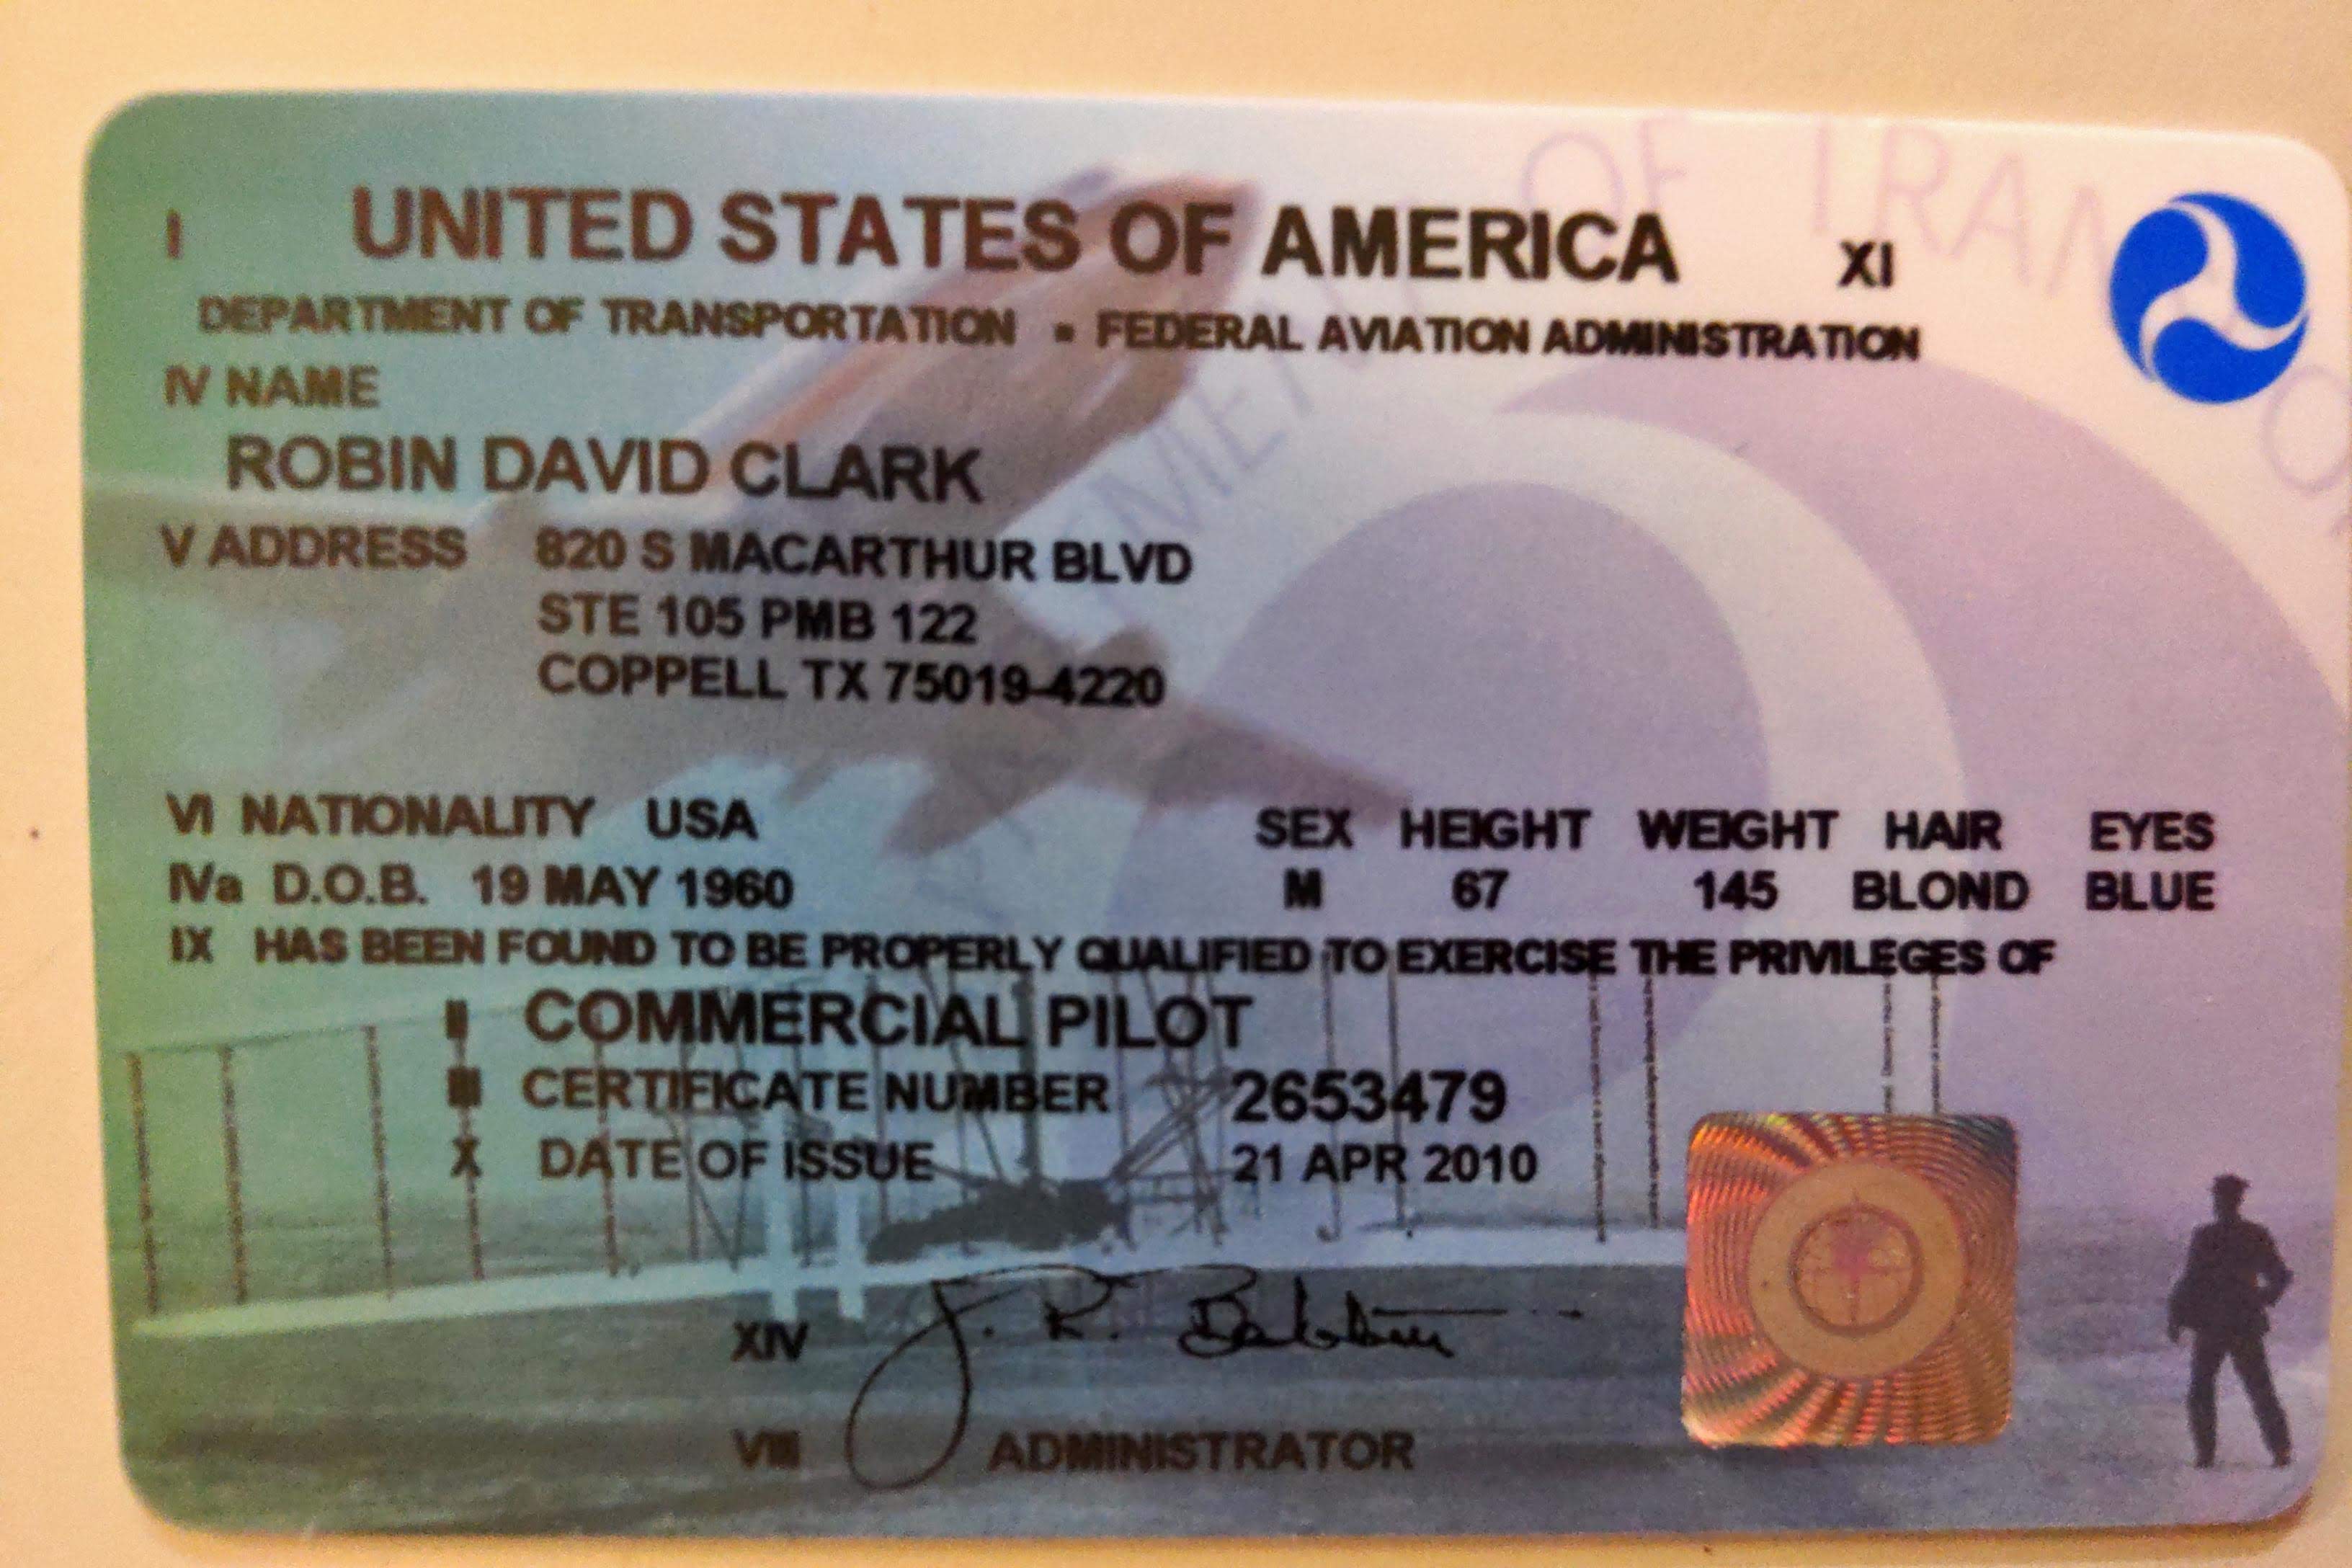 I UNITED STATES OF AMERICA XI
DEPARTMENT OF TRANSPORTATION ▪ FEDERAL AVIATION ADMINISTRATION
IV NAME
ROBIN DAVID CLARK
V ADDRESS 820 S MACARTHUR BLVD
STE 105 PMB 122
COPPELL TX 75019-4220
VI NATIONALITY USA
SEX HEIGHT WEIGHT HAIR EYES
IVa D.O.B. 19 MAY 1960
M 67 145 BLOND BLUE
IX HAS BEEN FOUND TO BE PROPERLY QUALIFIED TO EXERCISE THE PRIVILEGES OF
II COMMERCIAL PILOT
III CERTIFICATE NUMBER 2653479
X DATE OF ISSUE 21 APR 2010
XIV J. R. Babbitt
VIII ADMINISTRATOR
OF TRAN